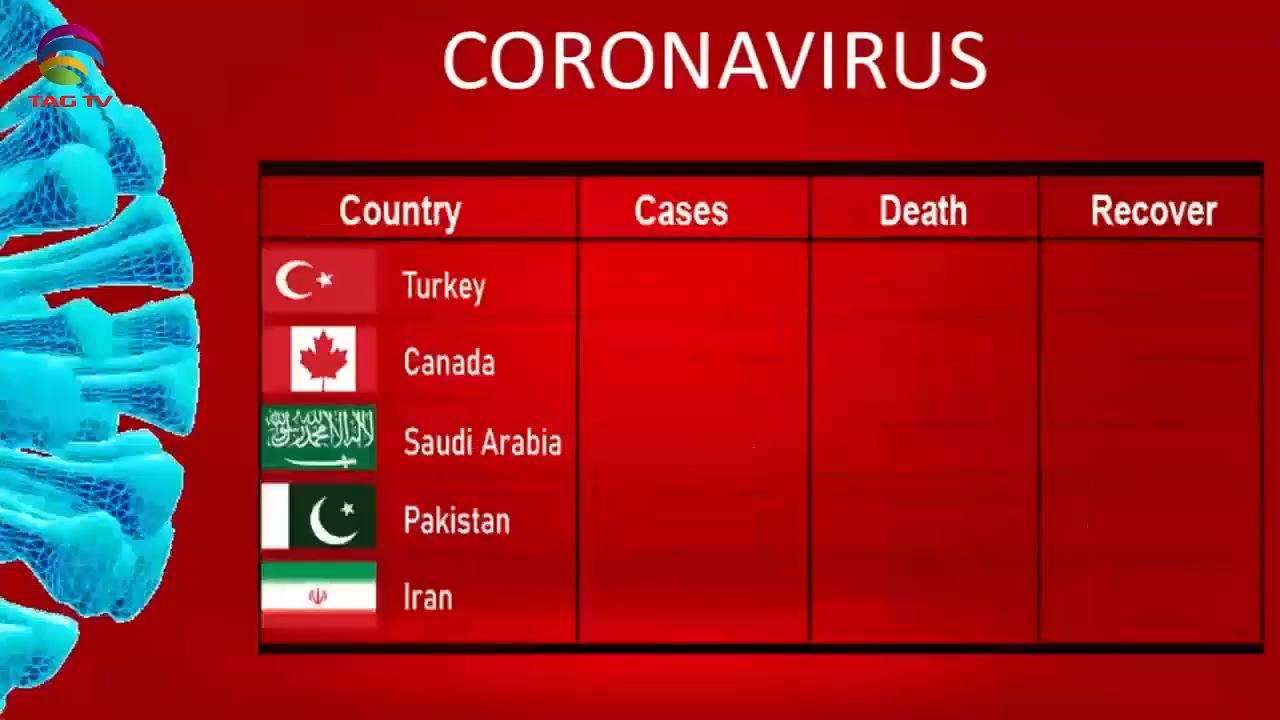 TAG TV
CORONAVIRUS
Country Cases Death Recover
Turkey
Canada
Saudi Arabia
Pakistan
Iran